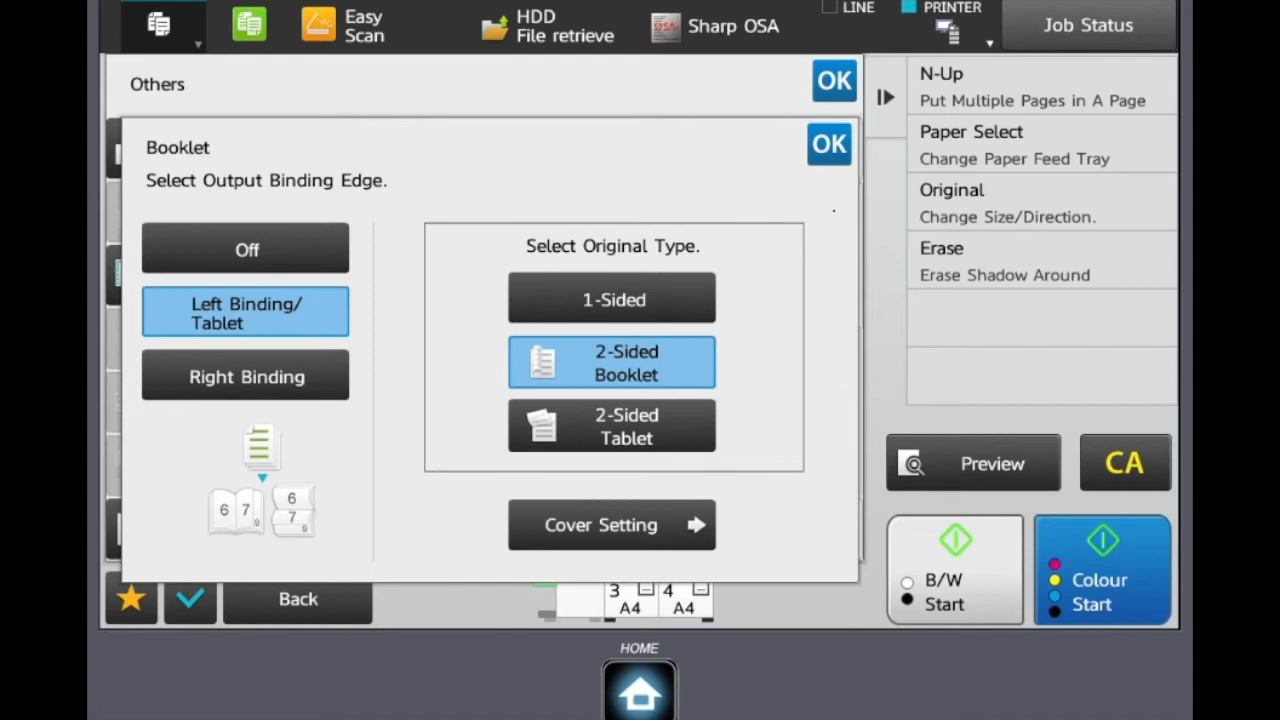 Easy
Scan
HDD
File retrieve
OSA
Sharp OSA
LINE
PRINTER
Job Status
Others
OK
N-Up
Put Multiple Pages in A Page
Booklet
OK
Select Output Binding Edge.
Paper Select
Change Paper Feed Tray
Original
Change Size/Direction.
Erase
Erase Shadow Around
Off
Left Binding/
Tablet
Right Binding
Select Original Type.
1-Sided
2-Sided
Booklet
2-Sided
Tablet
6 7 9
6
7
9
Cover Setting
Preview
CA
B/W
Start
Colour
Start
Back
3 A4
4 A4
HOME